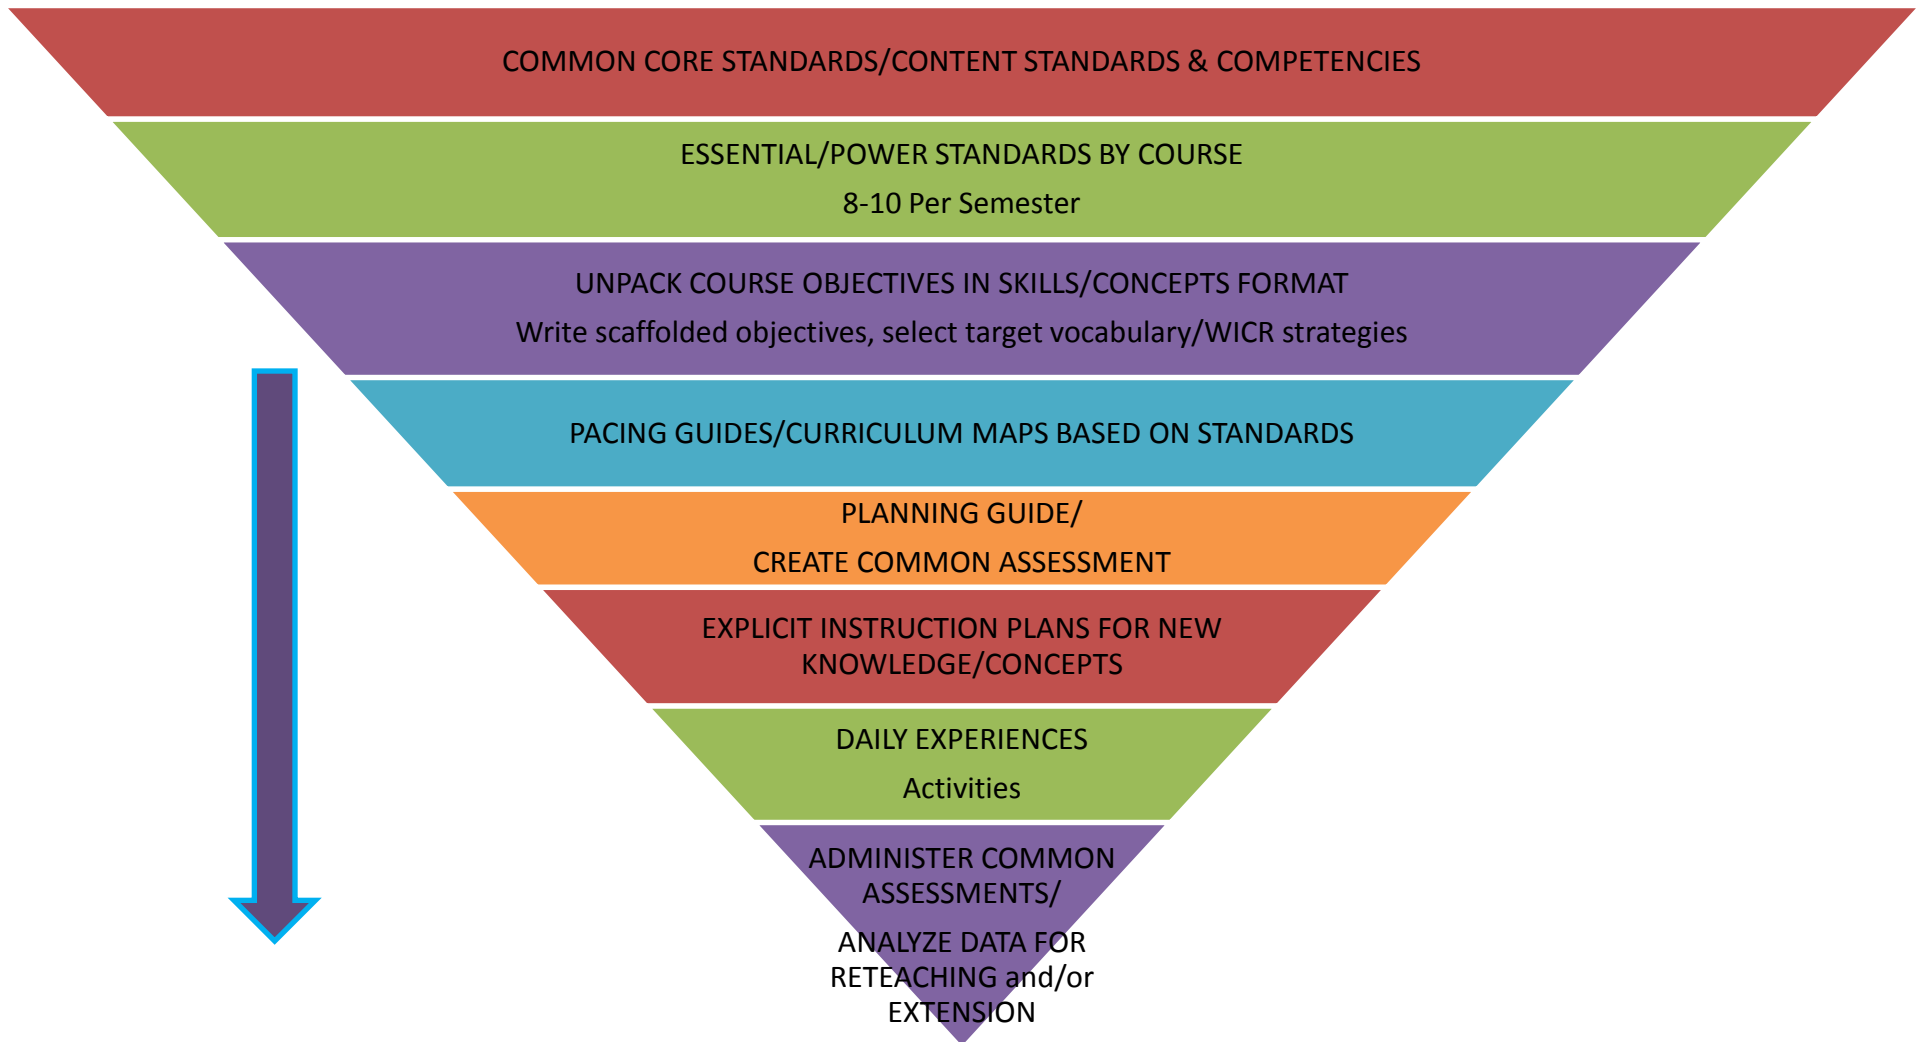 COMMON CORE STANDARDS/CONTENT STANDARDS & COMPETENCIES
ESSENTIAL/POWER STANDARDS BY COURSE
8-10 Per Semester
UNPACK COURSE OBJECTIVES IN SKILLS/CONCEPTS FORMAT
Write scaffolded objectives, select target vocabulary/WICR strategies
PACING GUIDES/CURRICULUM MAPS BASED ON STANDARDS
PLANNING GUIDE/
CREATE COMMON ASSESSMENT
EXPLICIT INSTRUCTION PLANS FOR NEW
KNOWLEDGE/CONCEPTS
DAILY EXPERIENCES
Activities
ADMINISTER COMMON
ASSESSMENTS/
ANALYZE DATA FOR
RETEACHING and/or
EXTENSION